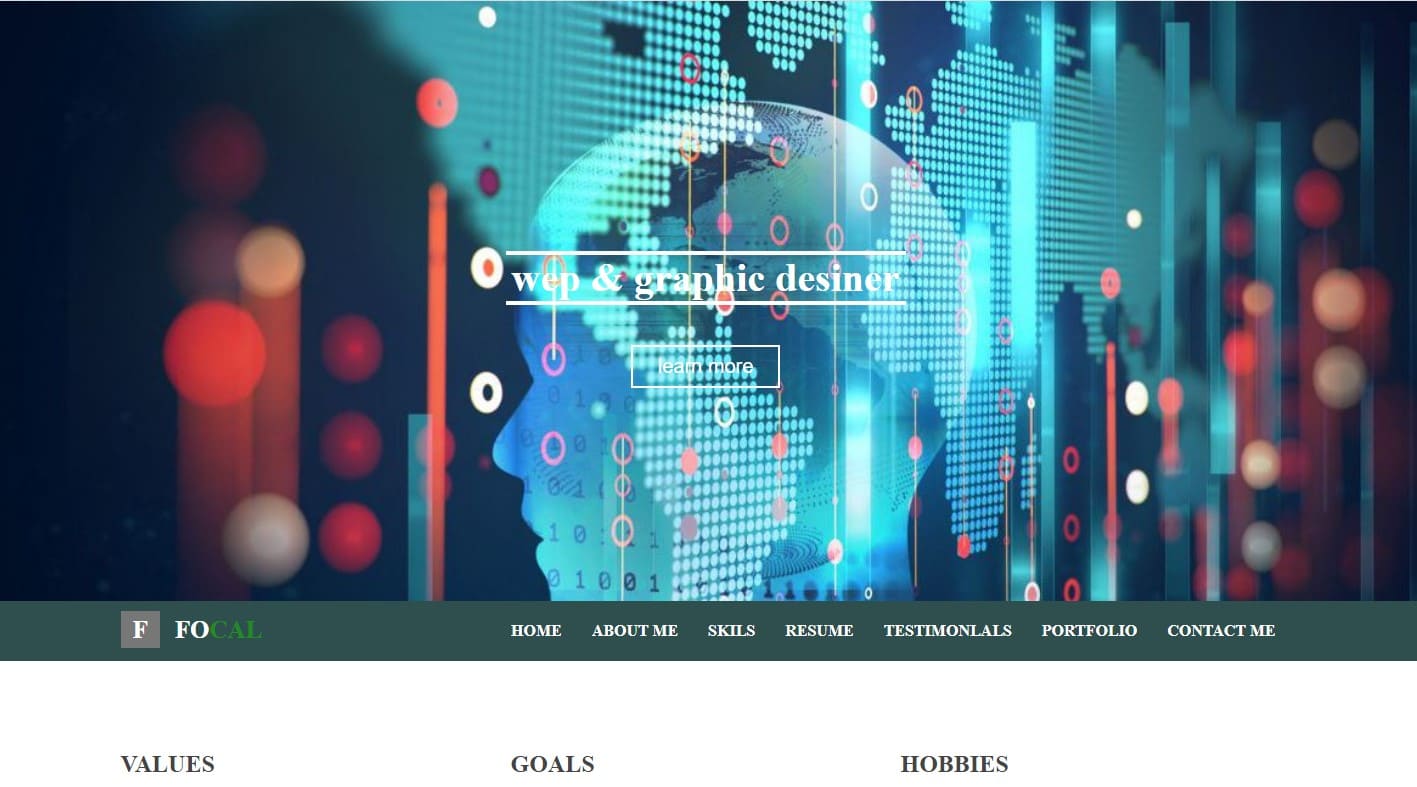 wep & graphic desiner
learn more
F FOCAL HOME ABOUT ME SKILS RESUME TESTIMONLALS PORTFOLIO CONTACT ME
VALUES GOALS HOBBIES